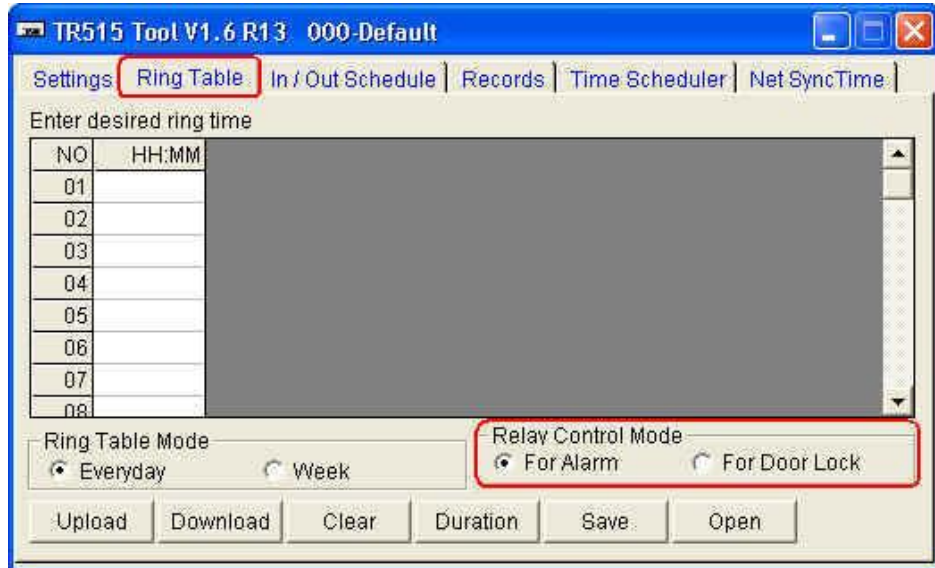 TR515 Tool V1.6 R13 000-Default
Settings Ring Table In / Out Schedule Records Time Scheduler Net SyncTime
Enter desired ring time
NO HH:MM
01
02
03
04
05
06
07
08
Ring Table Mode Relay Control Mode
Everyday Week For Alarm For Door Lock
Upload Download Clear Duration Save Open